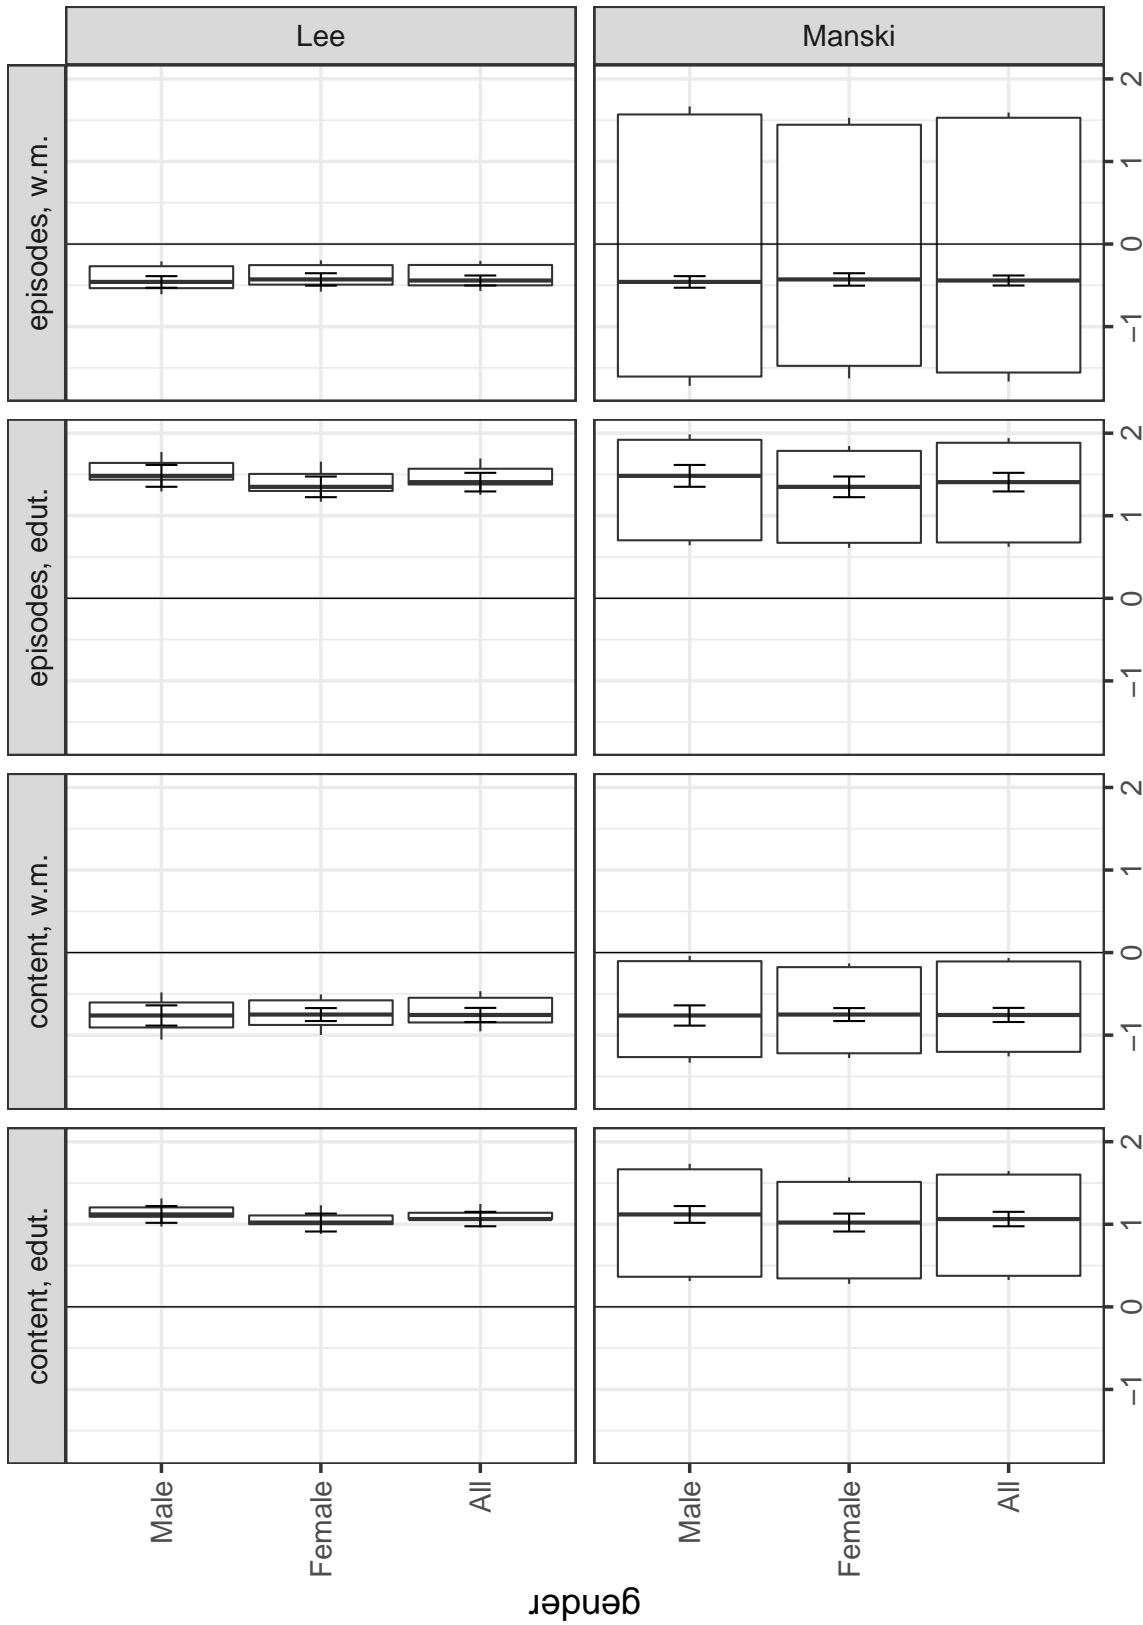 content, edut.
content, w.m.
episodes, edut.
episodes, w.m.
Lee
Manski
Male
Female
All
Male
Female
All
gender
−1 0 1 2
−1 0 1 2
−1 0 1 2
−1 0 1 2